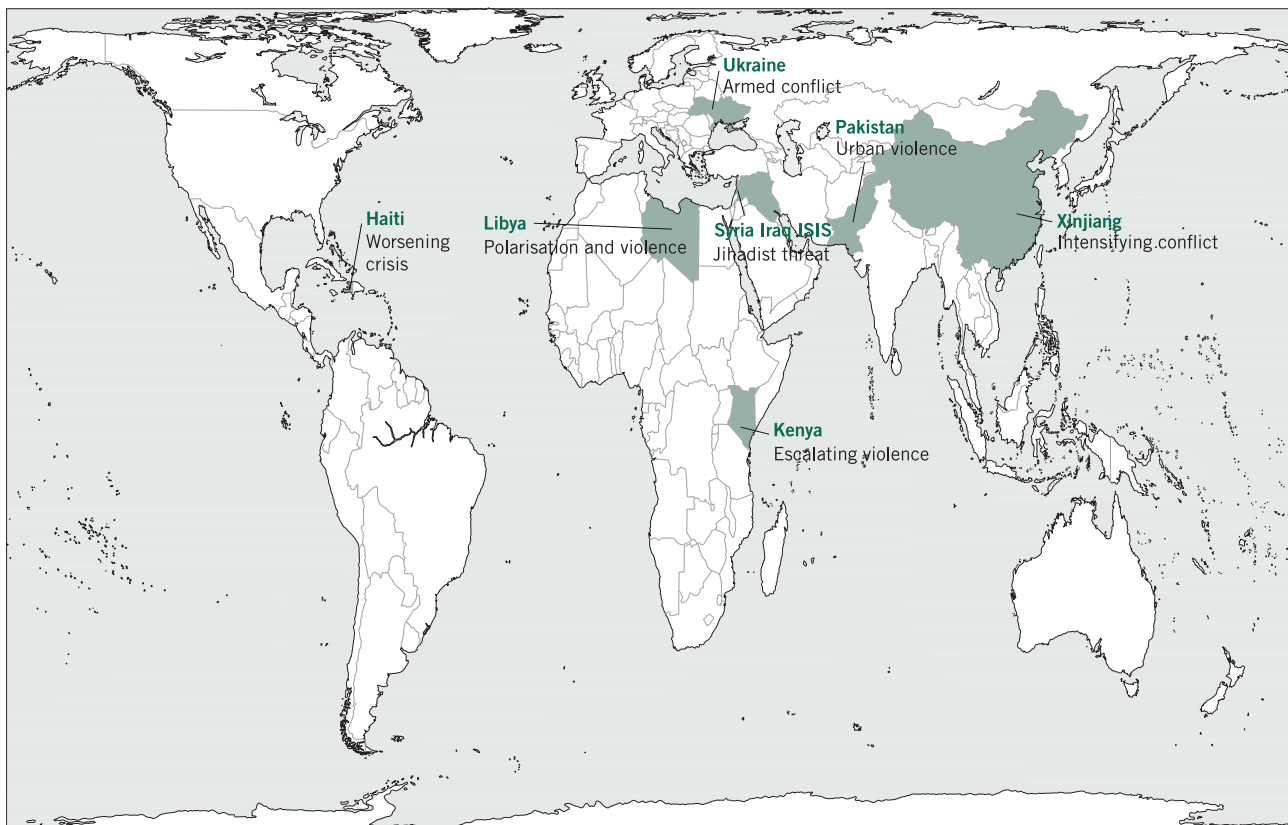 Ukraine
Armed conflict
Pakistan
Urban violence
Haiti
Worsening
crisis
Libya
Polarisation and violence
Syria Iraq ISIS
Jihadist threat
Xinjiang
Intensifying conflict
Kenya
Escalating violence